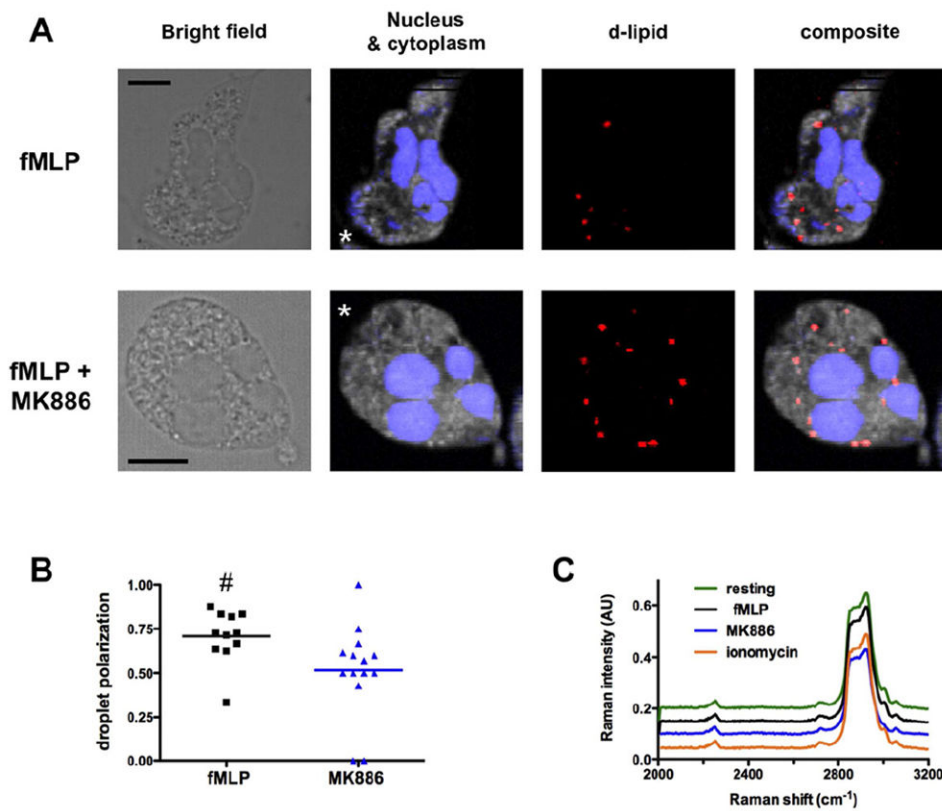 A
Bright field
Nucleus
& cytoplasm
d-lipid
composite
fMLP
*
fMLP +
MK886
*
B
#
droplet polarization
1.00
0.75
0.50
0.25
0.00
fMLP
MK886
C
Raman intensity (AU)
0.6
0.4
0.2
0.0
resting
fMLP
MK886
ionomycin
2000
2400
2800
3200
Raman shift (cm⁻¹)